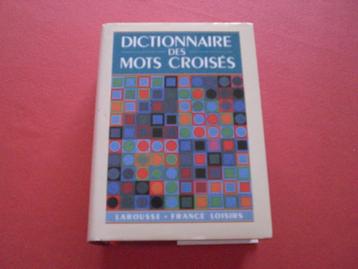 DICTIONNAIRE
DES
MOTS CROISÉS
LAROUSSE • FRANCE LOISIRS